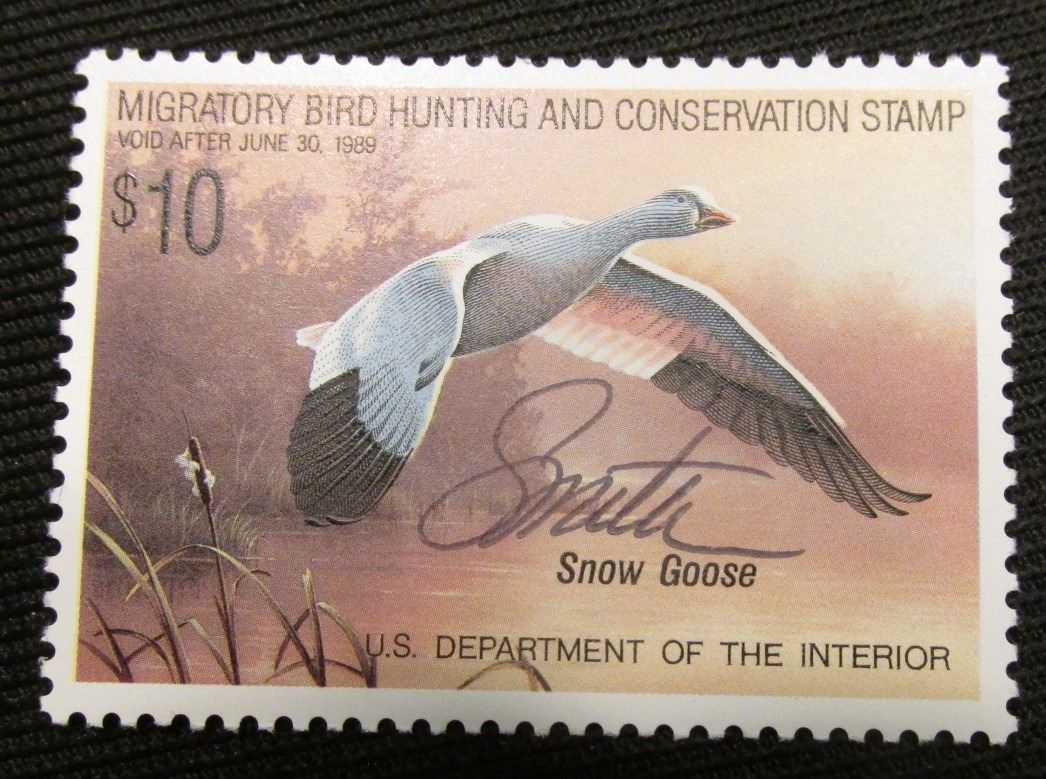 MIGRATORY BIRD HUNTING AND CONSERVATION STAMP
VOID AFTER JUNE 30, 1989
$10
Smith
Snow Goose
U.S. DEPARTMENT OF THE INTERIOR